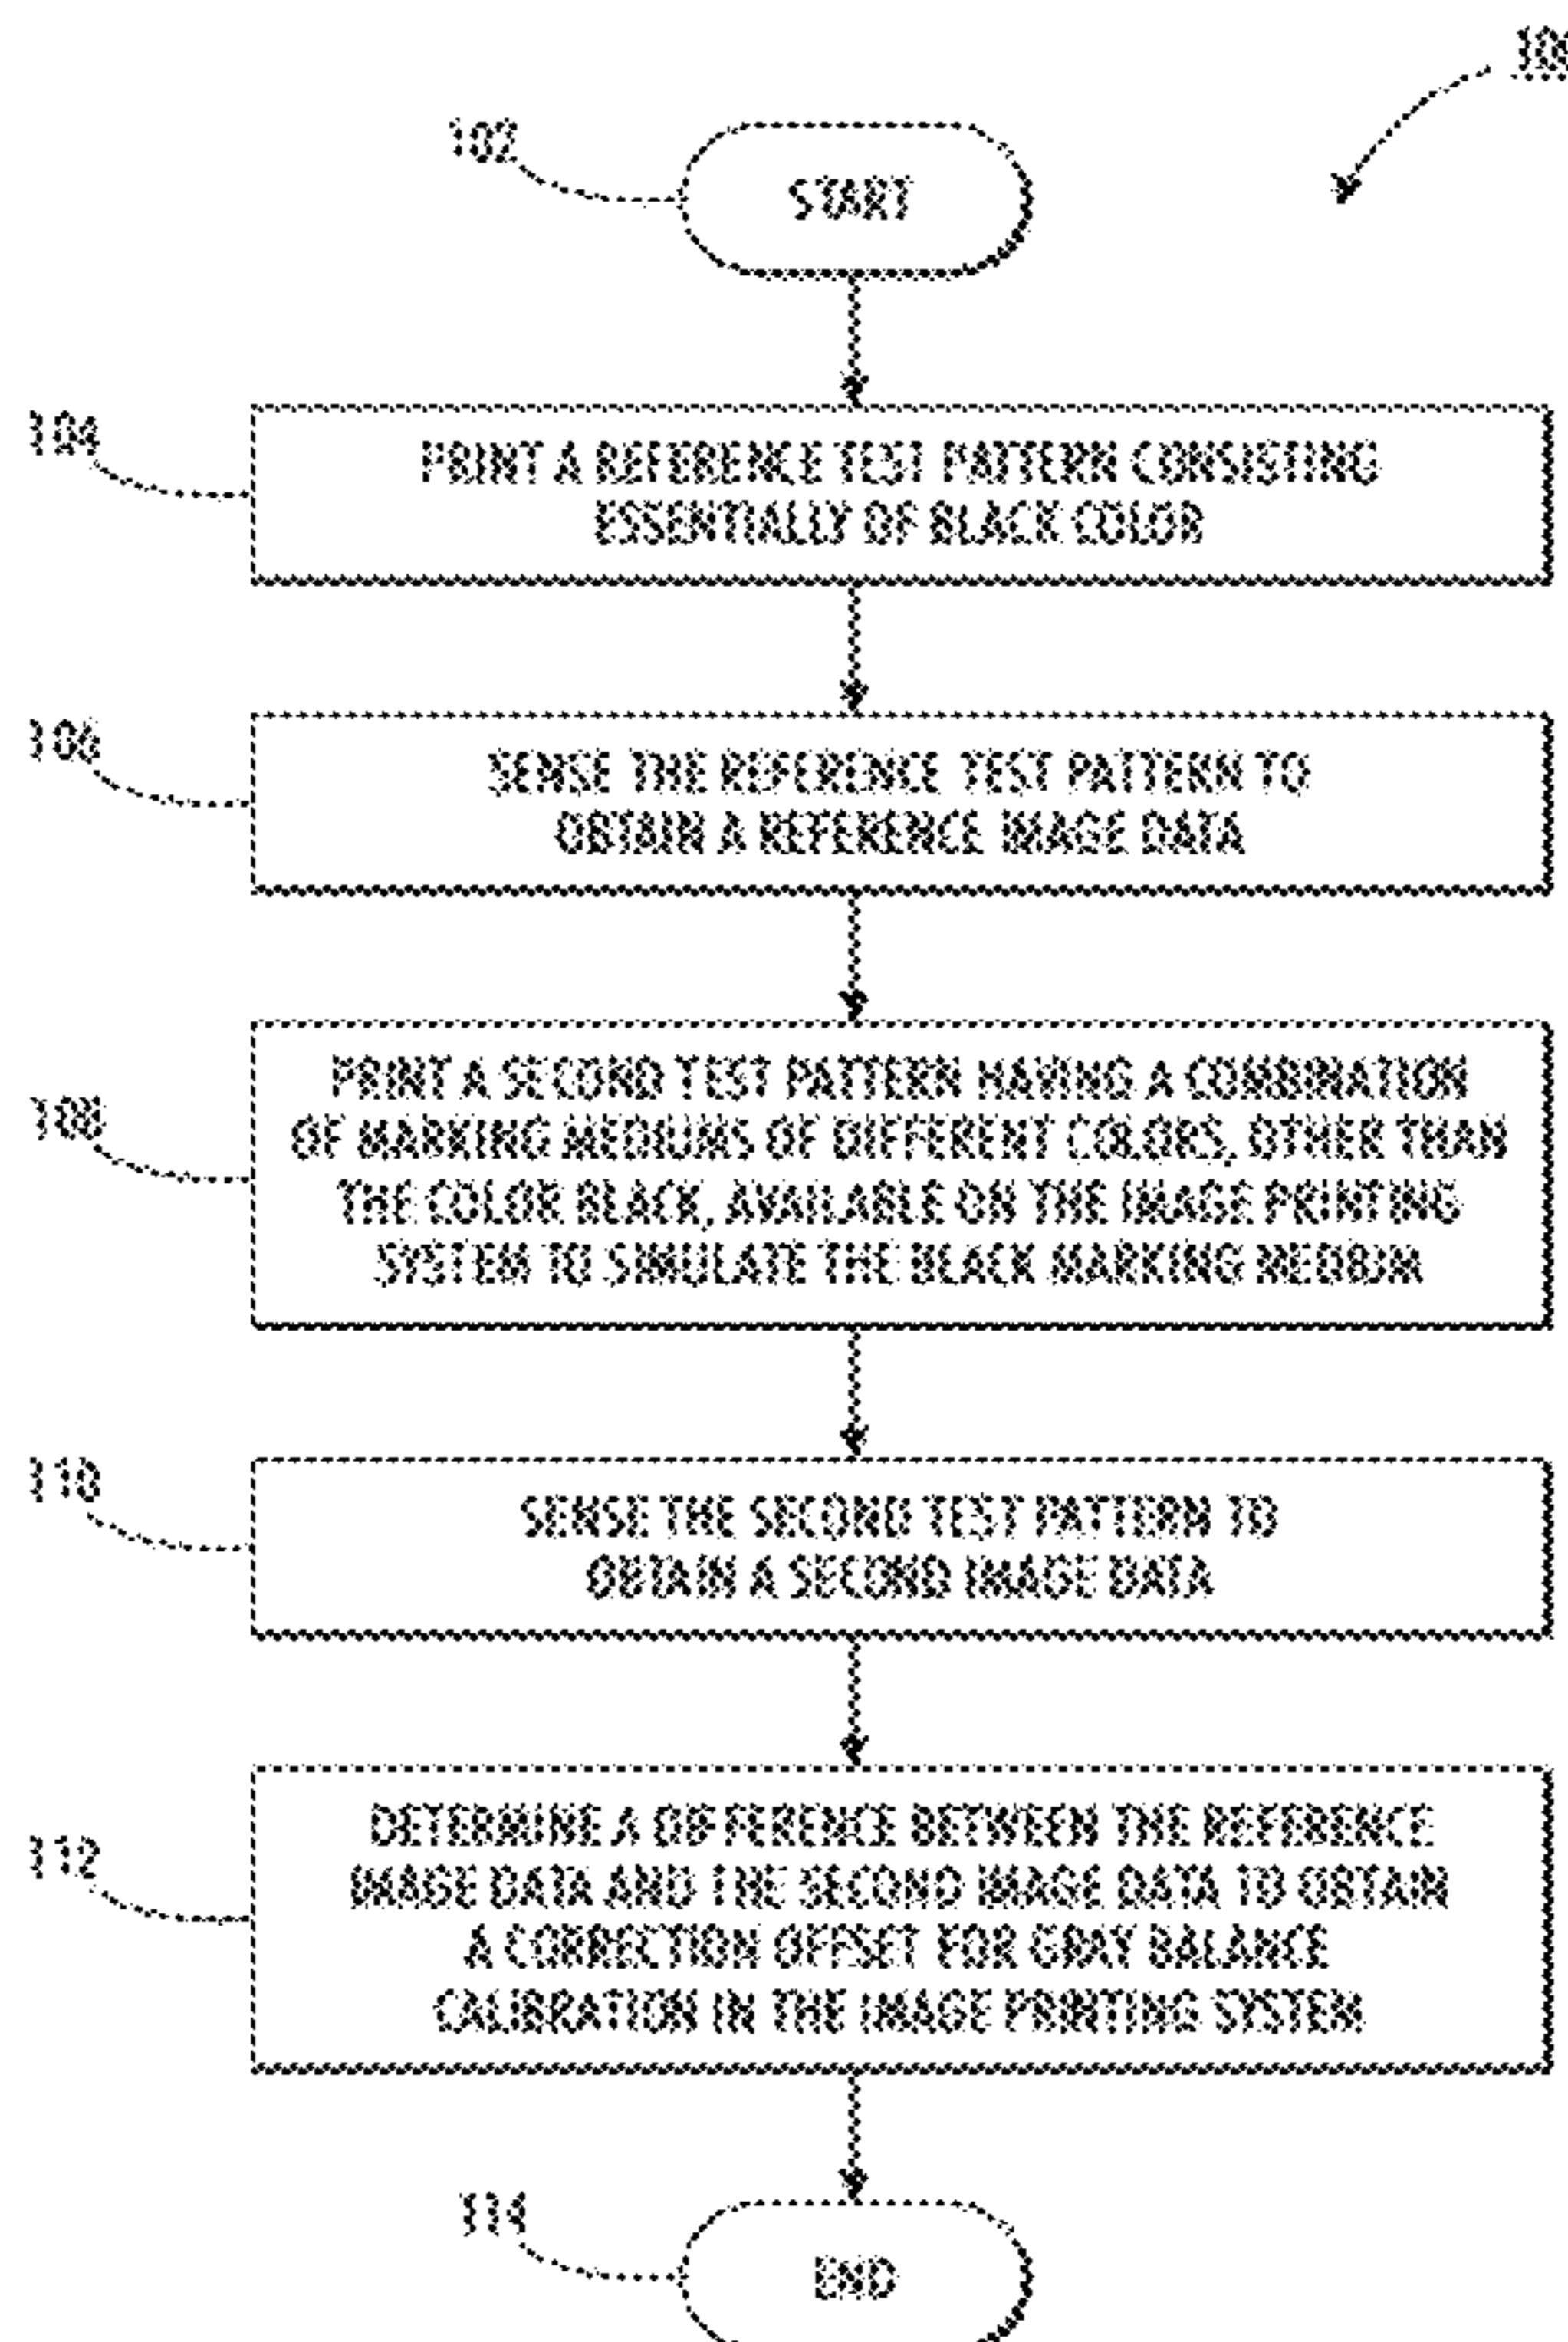 102
START
104
PRINT A REFERENCE TEST PATTERN CONSISTING
ESSENTIALLY OF BLACK COLOR
106
SENSE THE REFERENCE TEST PATTERN TO
OBTAIN A REFERENCE IMAGE DATA
108
PRINT A SECOND TEST PATTERN HAVING A COMBINATION
OF MARKING MEDIUMS OF DIFFERENT COLORS, OTHER THAN
THE COLOR BLACK, AVAILABLE ON THE IMAGE PRINTING
SYSTEM TO SIMULATE THE BLACK MARKING MEDIUM
110
SENSE THE SECOND TEST PATTERN TO
OBTAIN A SECOND IMAGE DATA
112
DETERMINE A DIFFERENCE BETWEEN THE REFERENCE
IMAGE DATA AND THE SECOND IMAGE DATA TO OBTAIN
A CORRECTION OFFSET FOR GRAY BALANCE
CALIBRATION IN THE IMAGE PRINTING SYSTEM
114
END